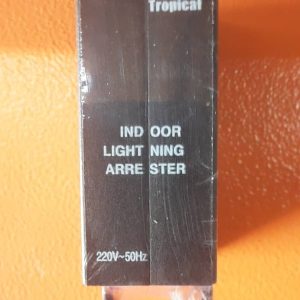 Tropical
INDOOR
LIGHTNING
ARRESTER
220V~50Hz